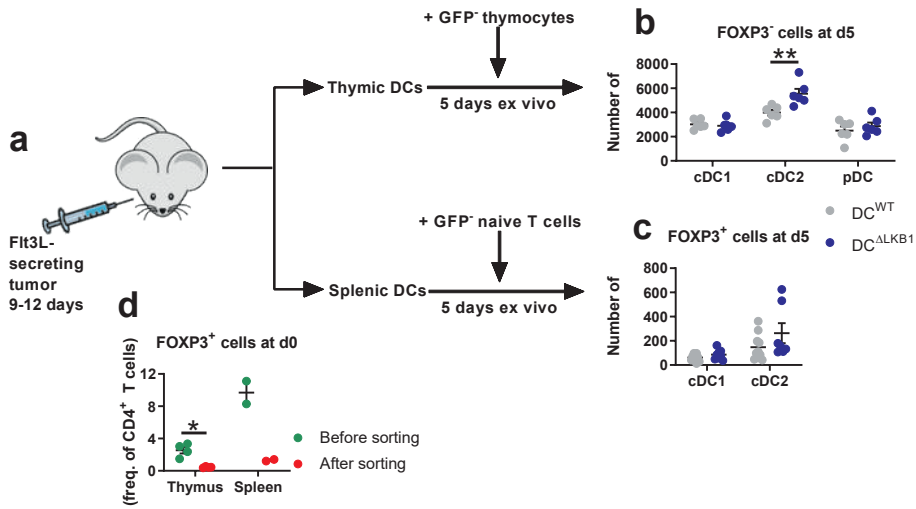 a
Flt3L-
secreting
tumor
9-12 days
+ GFP⁻ thymocytes
Thymic DCs
5 days ex vivo
+ GFP⁻ naive T cells
Splenic DCs
5 days ex vivo
b
FOXP3⁻ cells at d5
Number of
8000
6000
4000
2000
0
cDC1 cDC2 pDC
**
DC^WT
DC^ΔLKB1
c
FOXP3⁺ cells at d5
Number of
800
600
400
200
0
cDC1 cDC2
d
FOXP3⁺ cells at d0
(freq. of CD4⁺ T cells)
12
8
4
0
*
Thymus Spleen
Before sorting
After sorting